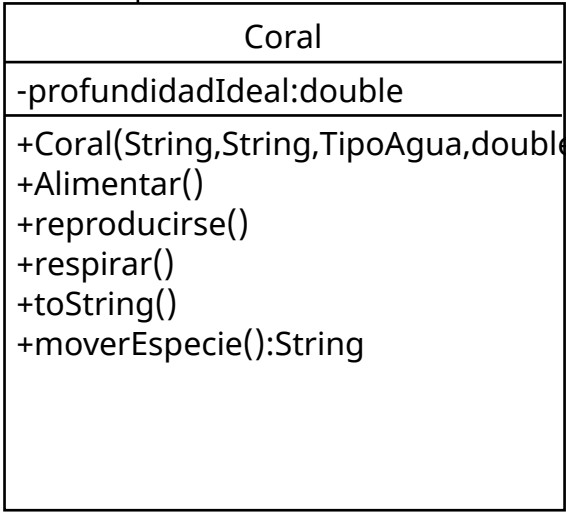 Coral
-profundidadIdeal:double
+Coral(String,String,TipoAgua,double
+Alimentar()
+reproducirse()
+respirar()
+toString()
+moverEspecie():String